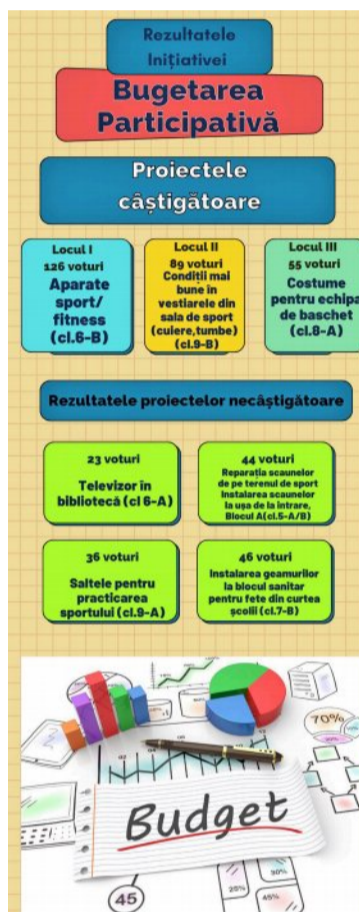 Rezultatele
Inițiativei
Bugetarea
Participativă
Proiectele
câștigătoare
Locul I
126 voturi
Aparate
sport/
fitness
(cl.6-B)
Locul II
89 voturi
Condiții mai
bune în
vestiarele din
sala de sport
(cuiere,tumbe)
(cl.9-B)
Locul III
55 voturi
Costume
pentru echipa
de baschet
(cl.8-A)
Rezultatele proiectelor necâștigătoare
23 voturi
Televizor în
bibliotecă (cl 6-A)
44 voturi
Reparația scaunelor
de pe terenul de sport
Instalarea scaunelor
la ușa de la intrare,
Blocul A(cl.5-A/B)
36 voturi
Saltele pentru
practicarea
sportului (cl.9-A)
46 voturi
Instalarea geamurilor
la blocul sanitar
pentru fete din curtea
școlii (cl.7-B)
70%
Budget
45
20%
30%
45%